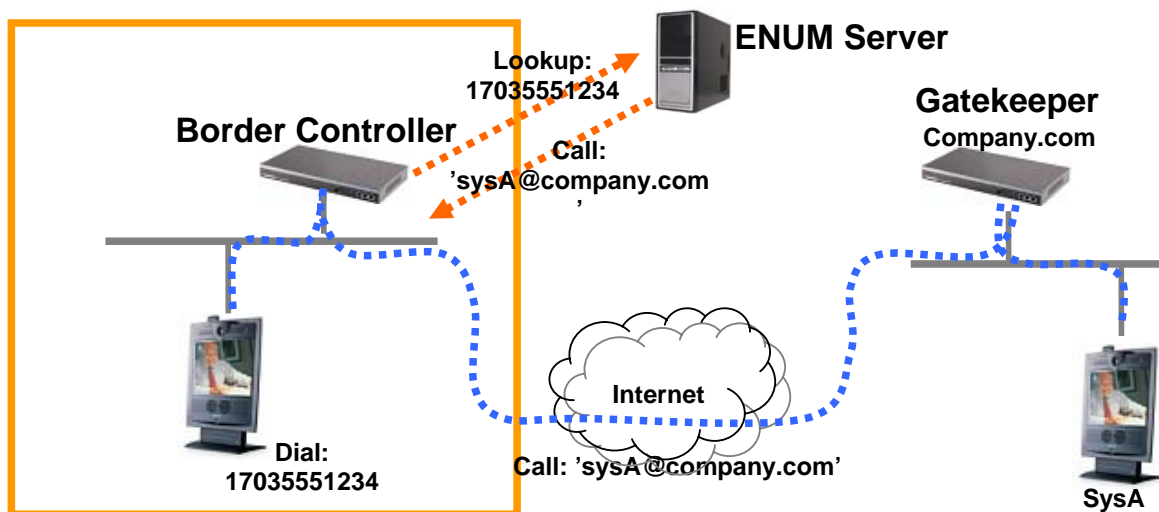 ENUM Server
Lookup:
17035551234
Gatekeeper
Company.com
Border Controller
Call:
’sysA@company.com
’
Internet
Dial:
17035551234
Call: ’sysA@company.com’
SysA